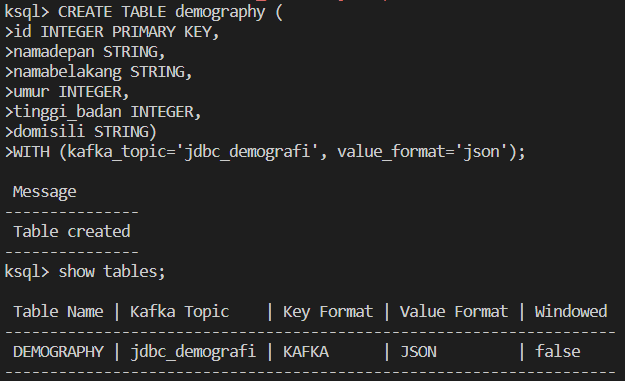 ksql> CREATE TABLE demography (
>id INTEGER PRIMARY KEY,
>namadepan STRING,
>namabelakang STRING,
>umur INTEGER,
>tinggi_badan INTEGER,
>domisili STRING)
>WITH (kafka_topic='jdbc_demografi', value_format='json');
Message
---------------
Table created
---------------
ksql> show tables;
Table Name | Kafka Topic    | Key Format | Value Format | Windowed
-----------------------------------------------------------------
DEMOGRAPHY | jdbc_demografi | KAFKA      | JSON         | false
-----------------------------------------------------------------